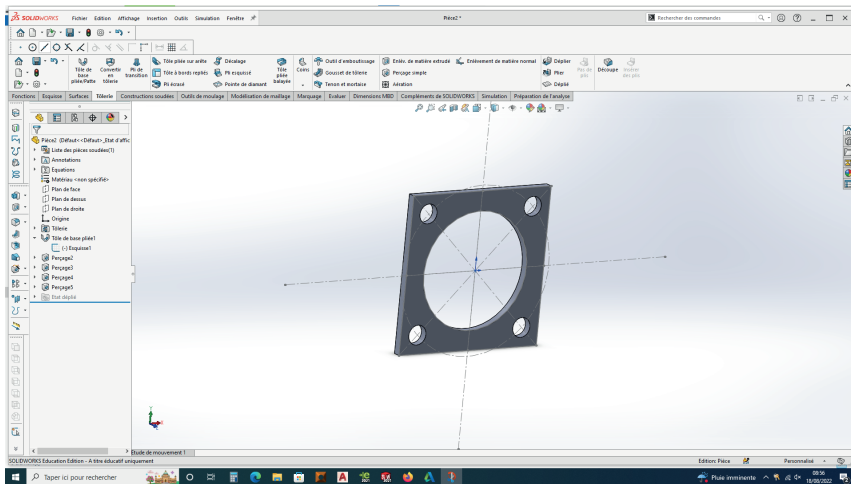 SOLIDWORKS Fichier Edition Affichage Insertion Outils Simulation Fenêtre Pièce2 * Rechercher des commandes
Tôle de base pliée/Patte
Convertir en tôlerie
Pli de transition
Tôle pliée sur arête
Tôle à bords repliés
Pli écrasé
Décalage
Pli esquissé
Pointe de diamant
Tôle pliée balayée
Coins
Outil d'emboutissage
Gousset de tôlerie
Tenon et mortaise
Enlèv. de matière extrudé
Perçage simple
Aération
Enlèvement de matière normal
Déplier
Plier
Déplié
Pas de plis
Découpe
Insérer des plis
Fonctions Esquisse Surfaces Tôlerie Constructions soudées Outils de moulage Modélisation de maillage Marquage Evaluer Dimensions MBD Compléments de SOLIDWORKS Simulation Préparation de l'analyse
Pièce2 (Défaut<<Défaut>_Etat d'affic
Liste des pièces soudées(1)
Annotations
Equations
Matériau <non spécifié>
Plan de face
Plan de dessus
Plan de droite
Origine
Tôlerie
Tôle de base pliée1
(-) Esquisse1
Perçage2
Perçage3
Perçage4
Perçage5
Etat déplié
Etude de mouvement 1
SOLIDWORKS Education Edition - A titre éducatif uniquement Edition: Pièce Personnalisé
Taper ici pour rechercher Pluie imminente 08:56
18/08/2022